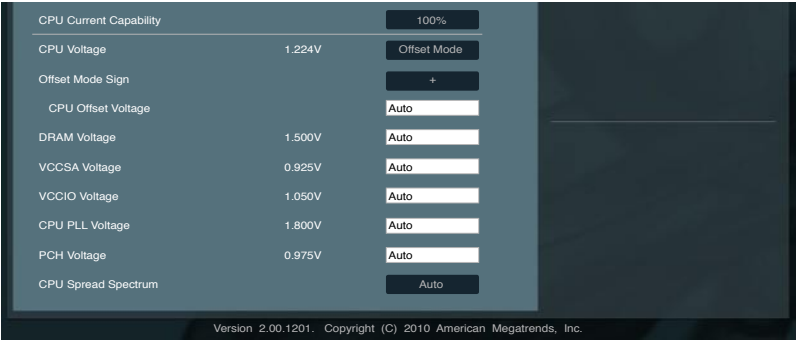 CPU Current Capability 100%
CPU Voltage 1.224V Offset Mode
Offset Mode Sign +
CPU Offset Voltage Auto
DRAM Voltage 1.500V Auto
VCCSA Voltage 0.925V Auto
VCCIO Voltage 1.050V Auto
CPU PLL Voltage 1.800V Auto
PCH Voltage 0.975V Auto
CPU Spread Spectrum Auto
Version 2.00.1201. Copyright (C) 2010 American Megatrends, Inc.